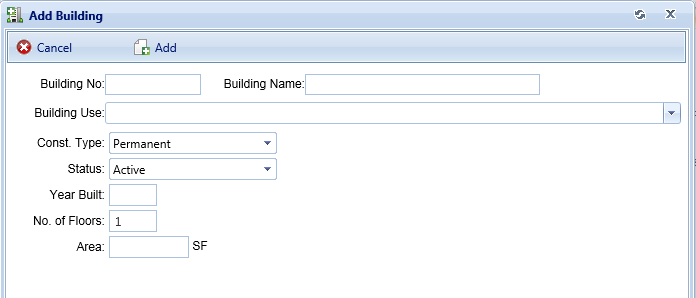 Add Building
Cancel Add
Building No: Building Name:
Building Use:
Const. Type: Permanent
Status: Active
Year Built:
No. of Floors: 1
Area: SF